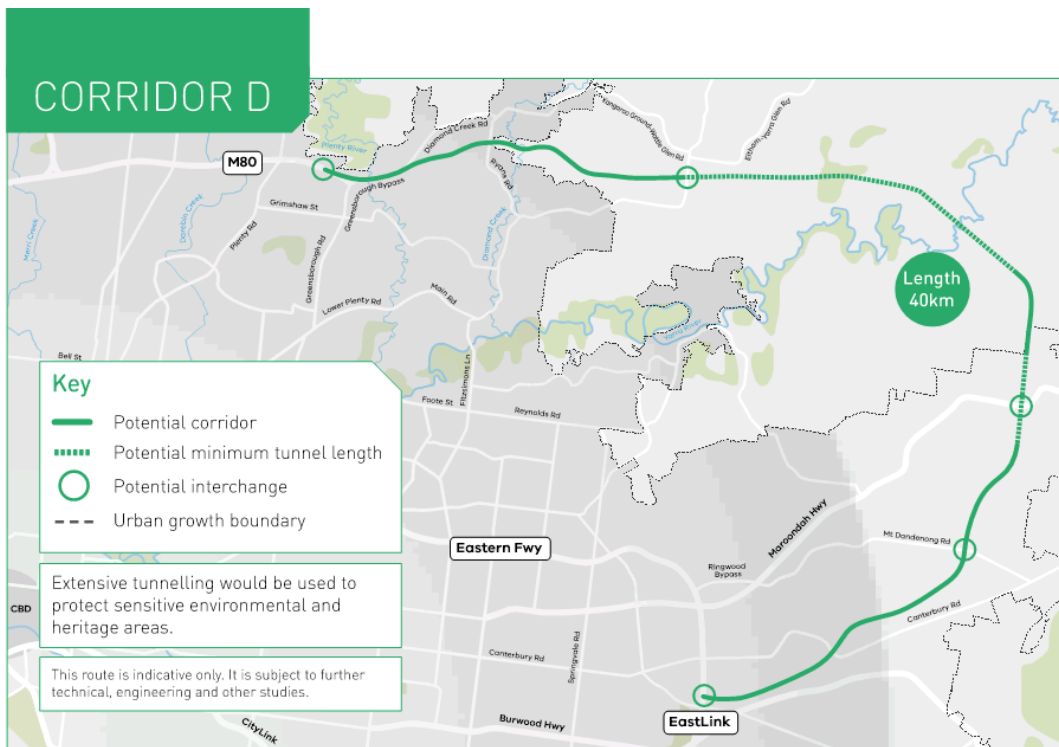 CORRIDOR D
M80
Plenty River
Diamond Creek Rd
Kangaroo Ground-Wattle Glen Rd
Eltham-
Yarra Glen Rd
Ryans Rd
Greensborough Bypass
Grimshaw St
Merri Creek
Darebin Creek
Plenty Rd
Greensborough Rd
Diamond Creek
Lower Plenty Rd
Main Rd
Length
40km
Yarra River
Bell St
Fitzsimons Ln
Foote St
Reynolds Rd
Key
Potential corridor
Potential minimum tunnel length
Potential interchange
Urban growth boundary
Eastern Fwy
Maroondah Hwy
Mt Dandenong Rd
Ringwood
Bypass
Extensive tunnelling would be used to
protect sensitive environmental and
heritage areas.
CBD
Canterbury Rd
Canterbury Rd
Springvale Rd
This route is indicative only. It is subject to further
technical, engineering and other studies.
EastLink
Burwood Hwy
CityLink